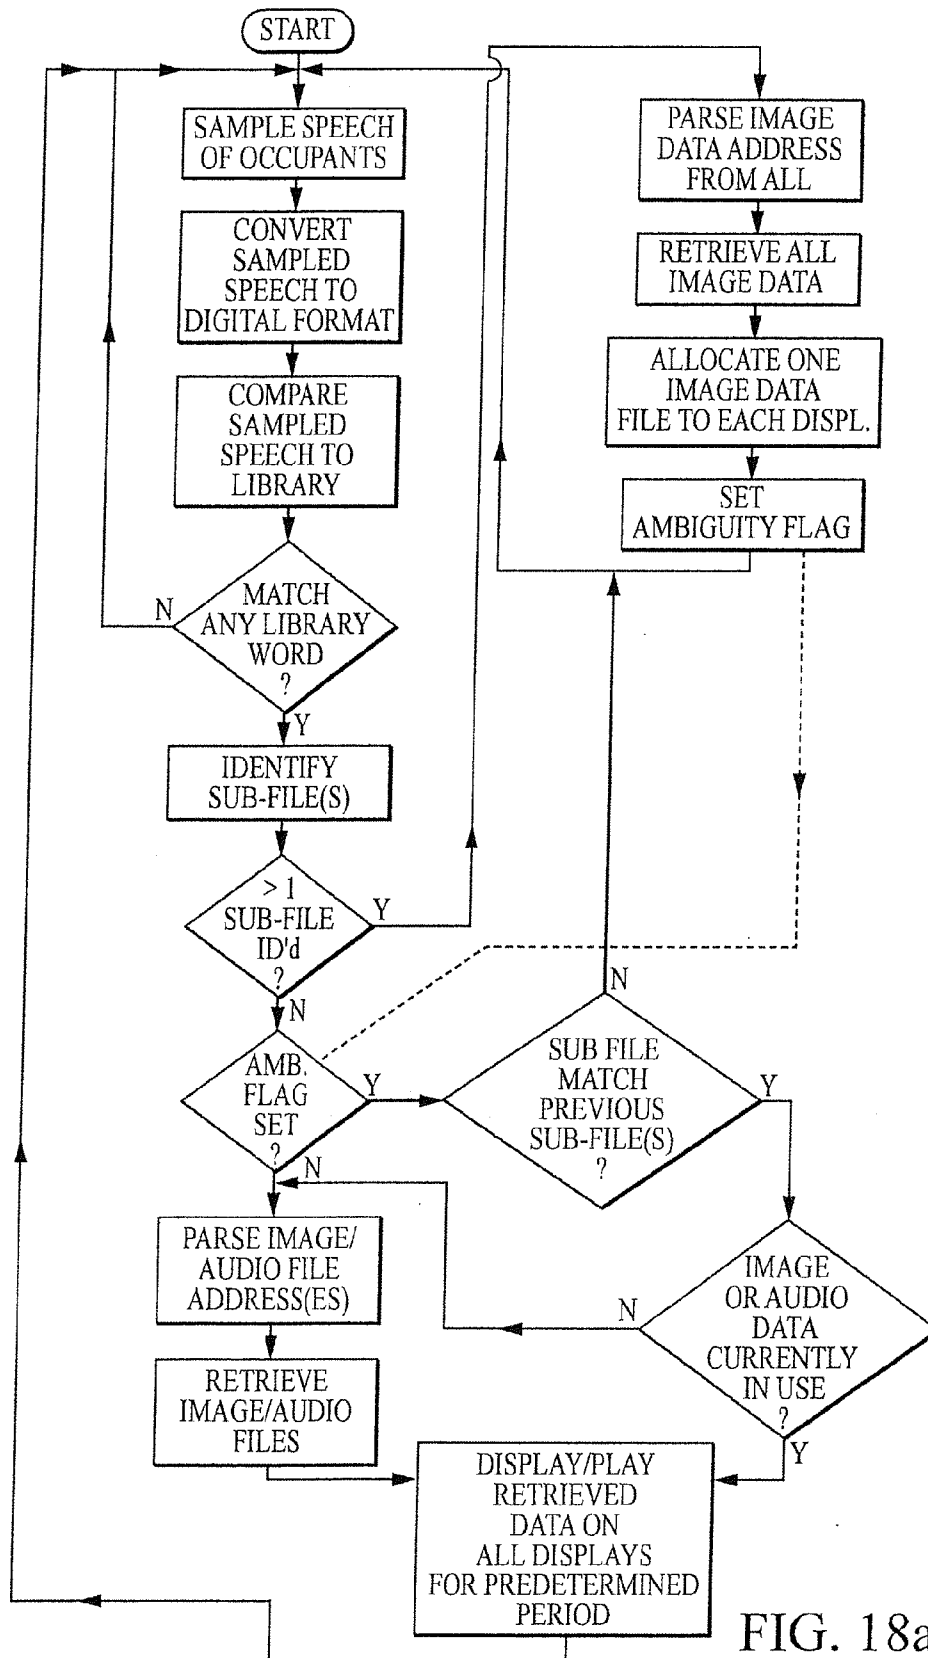 START
SAMPLE SPEECH
OF OCCUPANTS
CONVERT
SAMPLED
SPEECH TO
DIGITAL FORMAT
COMPARE
SAMPLED
SPEECH TO
LIBRARY
MATCH
ANY LIBRARY
WORD
?
N
Y
IDENTIFY
SUB-FILE(S)
> 1
SUB-FILE
ID'd
?
Y
N
AMB.
FLAG
SET
?
Y
N
PARSE IMAGE/
AUDIO FILE
ADDRESS(ES)
RETRIEVE
IMAGE/AUDIO
FILES
PARSE IMAGE
DATA ADDRESS
FROM ALL
RETRIEVE ALL
IMAGE DATA
ALLOCATE ONE
IMAGE DATA
FILE TO EACH DISPL.
SET
AMBIGUITY FLAG
N
SUB FILE
MATCH
PREVIOUS
SUB-FILE(S)
?
Y
IMAGE
OR AUDIO
DATA
CURRENTLY
IN USE
?
N
Y
DISPLAY/PLAY
RETRIEVED
DATA ON
ALL DISPLAYS
FOR PREDETERMINED
PERIOD
FIG. 18a